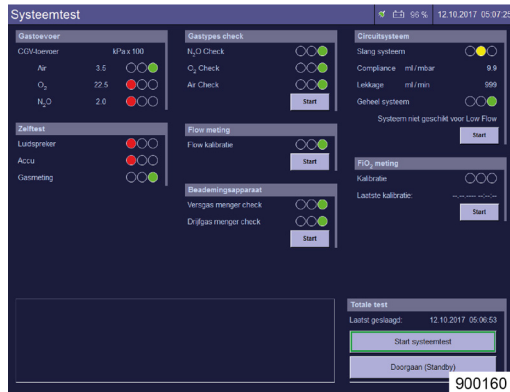 Systeemtest
96 %
12.10.2017 05:07:25
Gastoevoer
CGV-toevoer kPa x 100
Air 3.5
O2 22.5
N2O 2.0
Zelftest
Luidspreker
Accu
Gasmeting
Gastypes check
N2O Check
O2 Check
Air Check
Start
Flow meting
Flow kalibratie
Start
Beademingsapparaat
Versgas menger check
Drijfgas menger check
Start
Circuitsysteem
Slang systeem
Compliance ml/mbar 9.9
Lekkage ml/min 999
Geheel systeem
Systeem niet geschikt voor Low Flow
Start
FiO2 meting
Kalibratie
Laatste kalibratie: --.--.---- --:--:--
Start
Totale test
Laatst geslaagd: 12.10.2017 05:06:53
Start systeemtest
Doorgaan (Standby)
900160